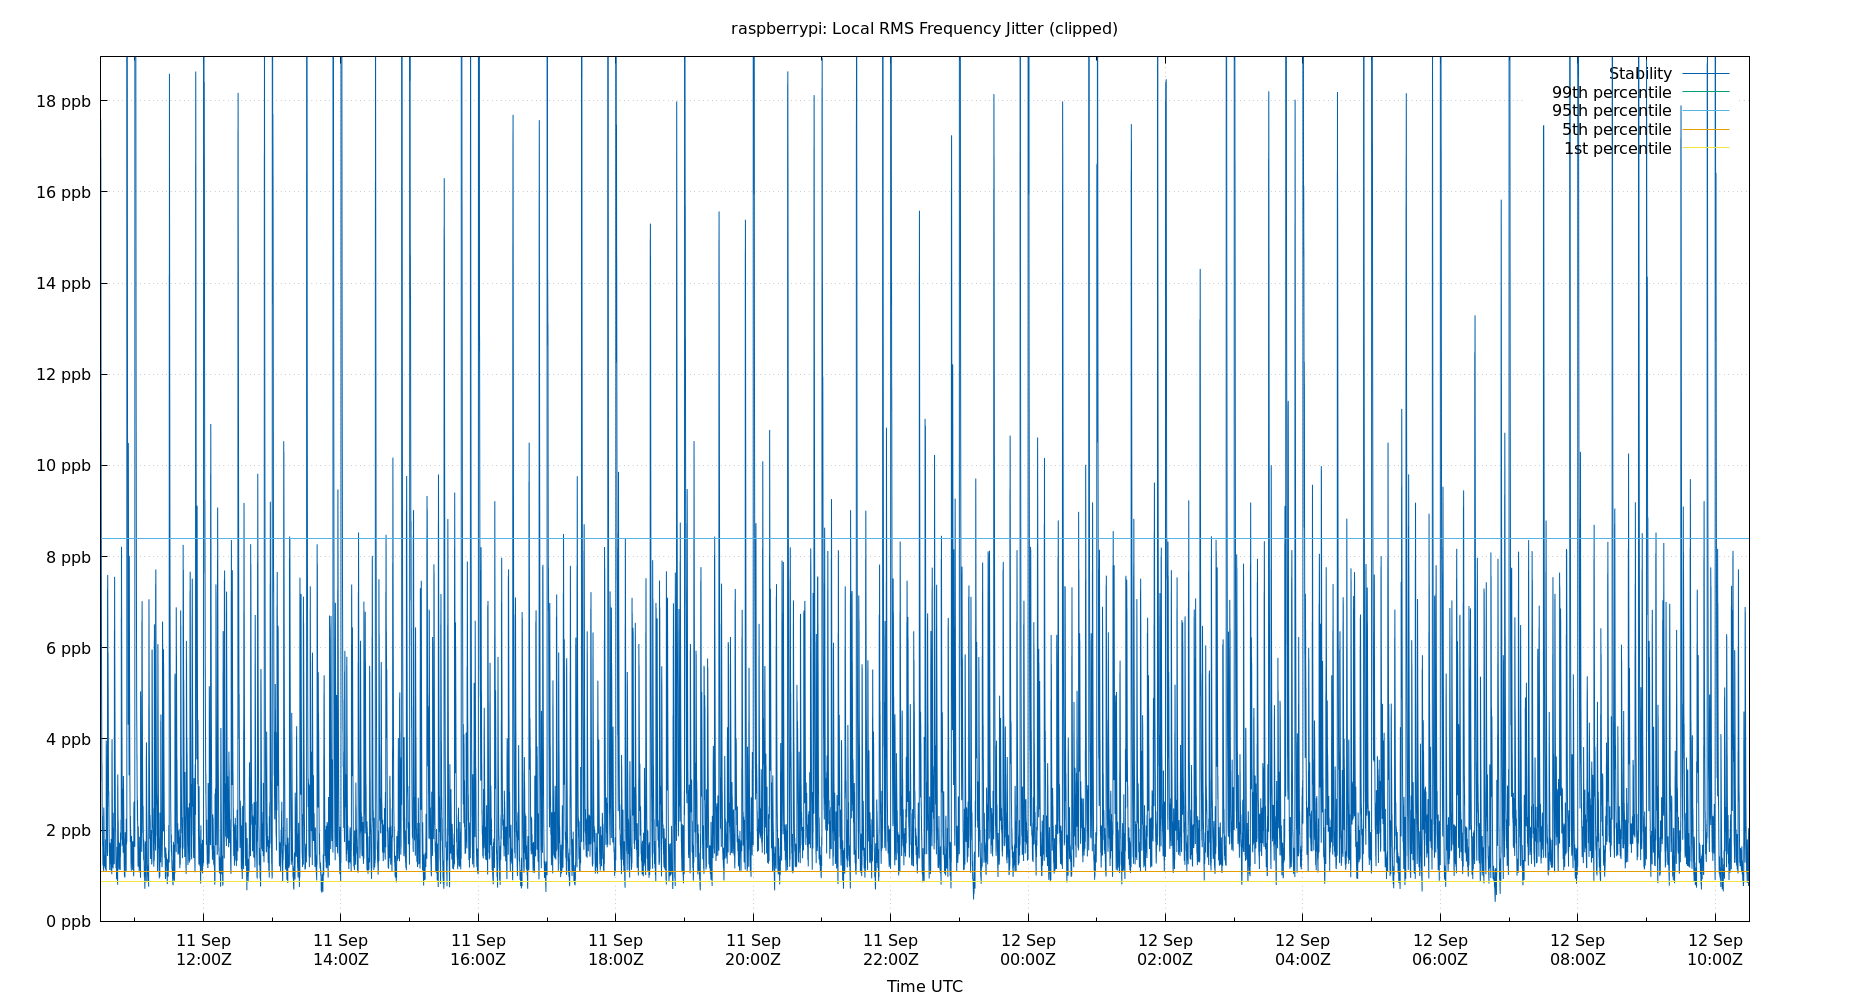 raspberrypi: Local RMS Frequency Jitter (clipped)
Stability
99th percentile
95th percentile
5th percentile
1st percentile
18 ppb
16 ppb
14 ppb
12 ppb
10 ppb
8 ppb
6 ppb
4 ppb
2 ppb
0 ppb
11 Sep 11 Sep 11 Sep 11 Sep 11 Sep 11 Sep 12 Sep 12 Sep 12 Sep 12 Sep 12 Sep 12 Sep
12:00Z 14:00Z 16:00Z 18:00Z 20:00Z 22:00Z 00:00Z 02:00Z 04:00Z 06:00Z 08:00Z 10:00Z
Time UTC